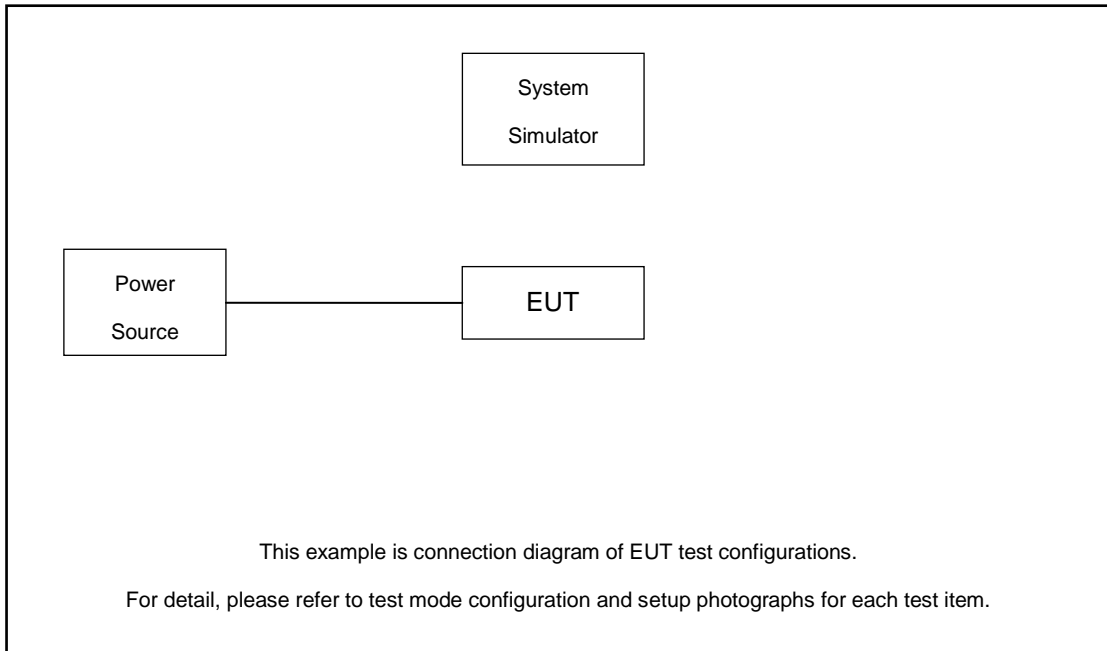 System
Simulator
Power
Source
EUT
This example is connection diagram of EUT test configurations.
For detail, please refer to test mode configuration and setup photographs for each test item.